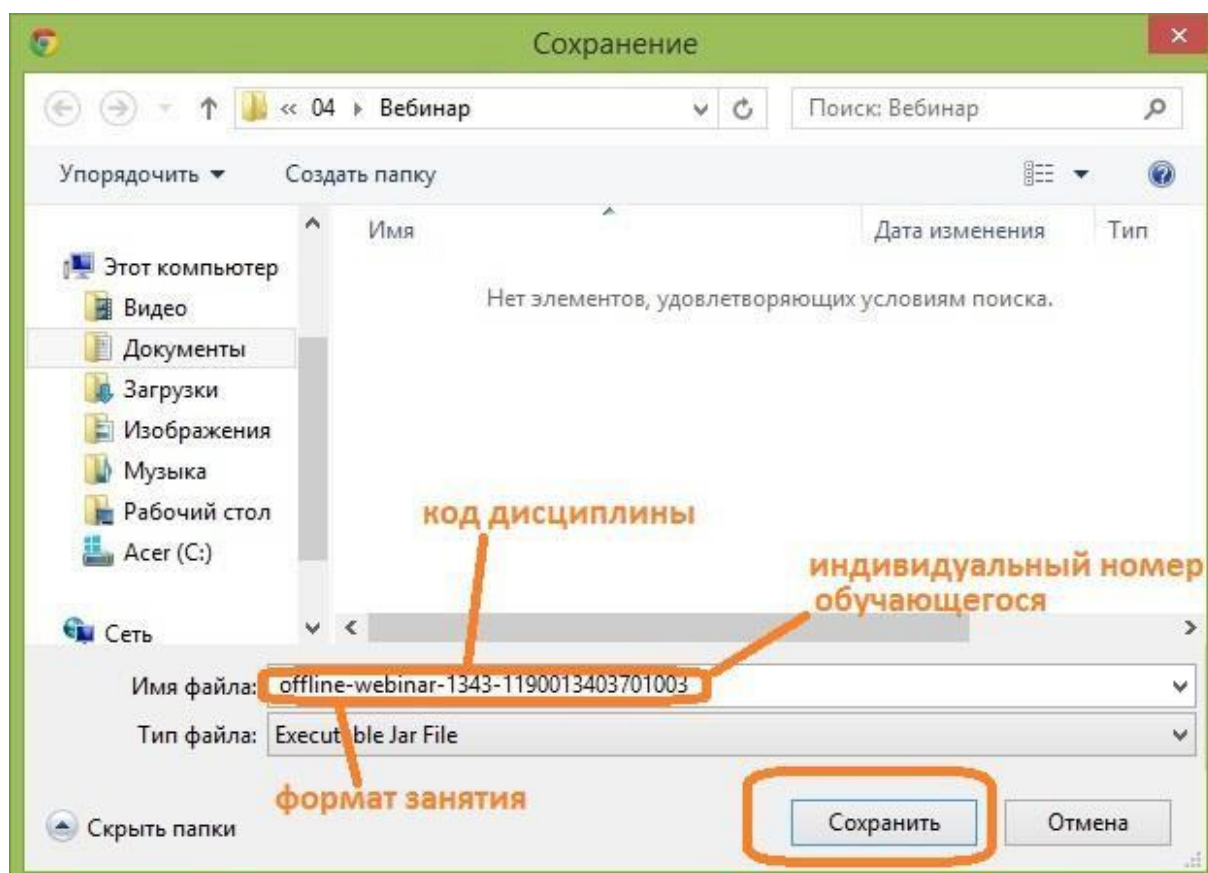 Сохранение
« 04 ▸ Вебинар
Поиск: Вебинар
Упорядочить
Создать папку
Имя
Дата изменения
Тип
Этот компьютер
Видео
Документы
Загрузки
Изображения
Музыка
Рабочий стол
Acer (C:)
Сеть
Нет элементов, удовлетворяющих условиям поиска.
код дисциплины
индивидуальный номер
обучающегося
Имя файла: offline-webinar-1343-1190013403701003
Тип файла: Executable Jar File
формат занятия
Скрыть папки
Сохранить
Отмена